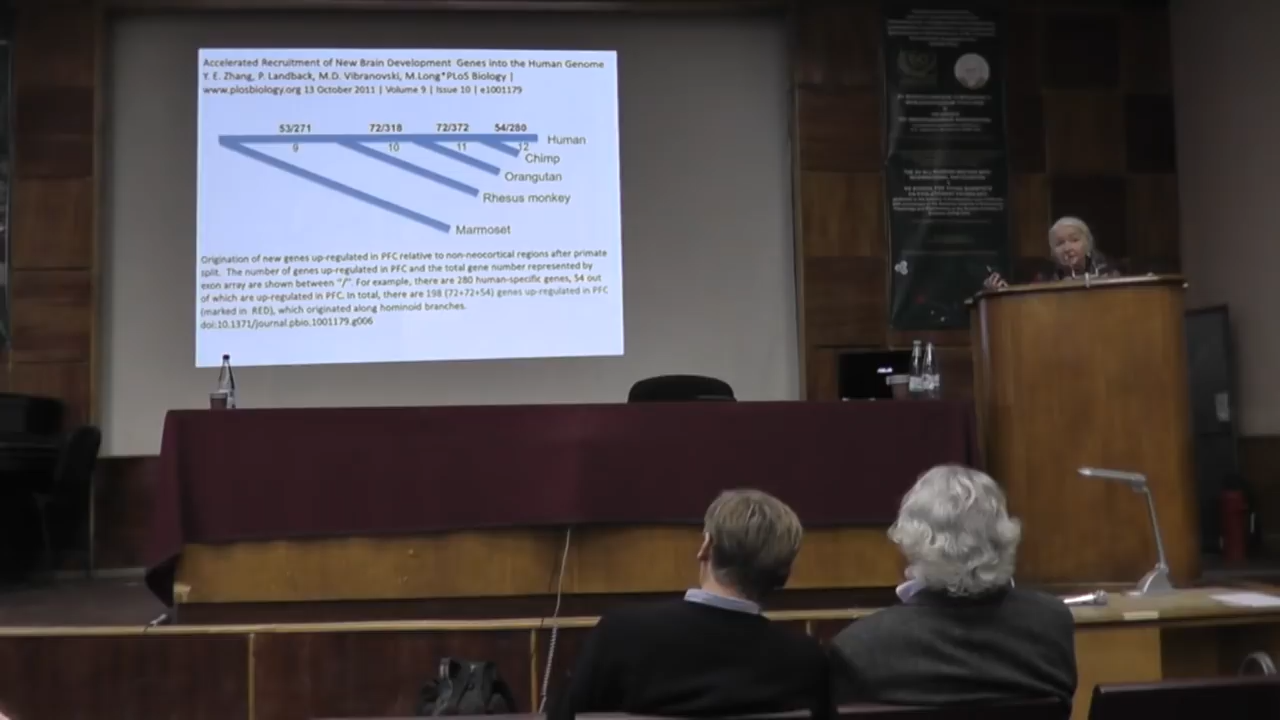 Accelerated Recruitment of New Brain Development Genes into the Human Genome
Y. E. Zhang, P. Landback, M.D. Vibranovski, M.Long*PLoS Biology |
www.plosbiology.org 13 October 2011 | Volume 9 | Issue 10 | e1001179
53/271 72/318 72/372 54/280
Human
9 10 11 12
Chimp
Orangutan
Rhesus monkey
Marmoset
Origination of new genes up-regulated in PFC relative to non-neocortical regions after primate
split. The number of genes up-regulated in PFC and the total gene number represented by
exon array are shown between "/". For example, there are 280 human-specific genes, 54 out
of which are up-regulated in PFC. In total, there are 198 (72+72+54) genes up-regulated in PFC
(marked in RED), which originated along hominoid branches.
doi:10.1371/journal.pbio.1001179.g006